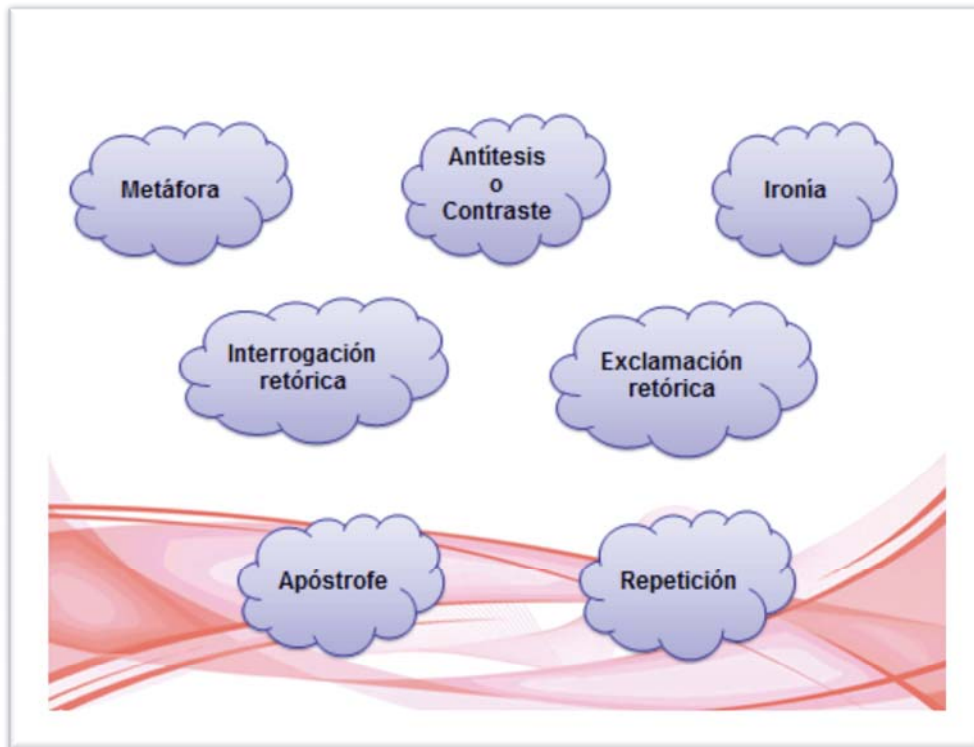 Metáfora
Antítesis
o
Contraste
Ironía
Interrogación
retórica
Exclamación
retórica
Apóstrofe
Repetición